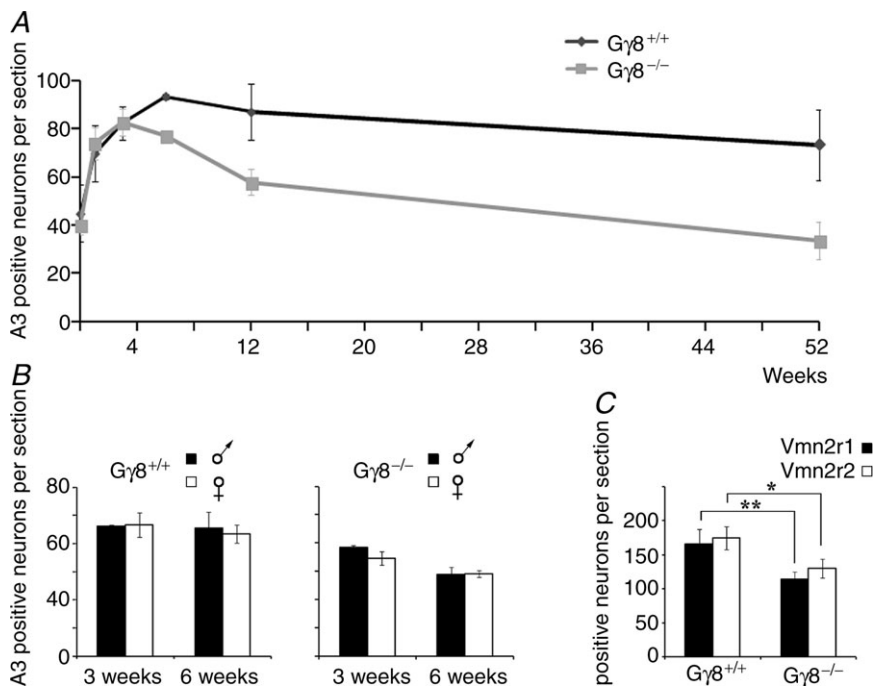 A
A3 positive neurons per section
Gγ8+/+
Gγ8−/−
100
80
60
40
20
0
4
12
20
28
36
44
52
Weeks
B
A3 positive neurons per section
Gγ8+/+
♂
♀
80
60
40
0
3 weeks
6 weeks
Gγ8−/−
♂
♀
3 weeks
6 weeks
C
positive neurons per section
Vmn2r1
Vmn2r2
*
**
200
150
100
50
0
Gγ8+/+
Gγ8−/−